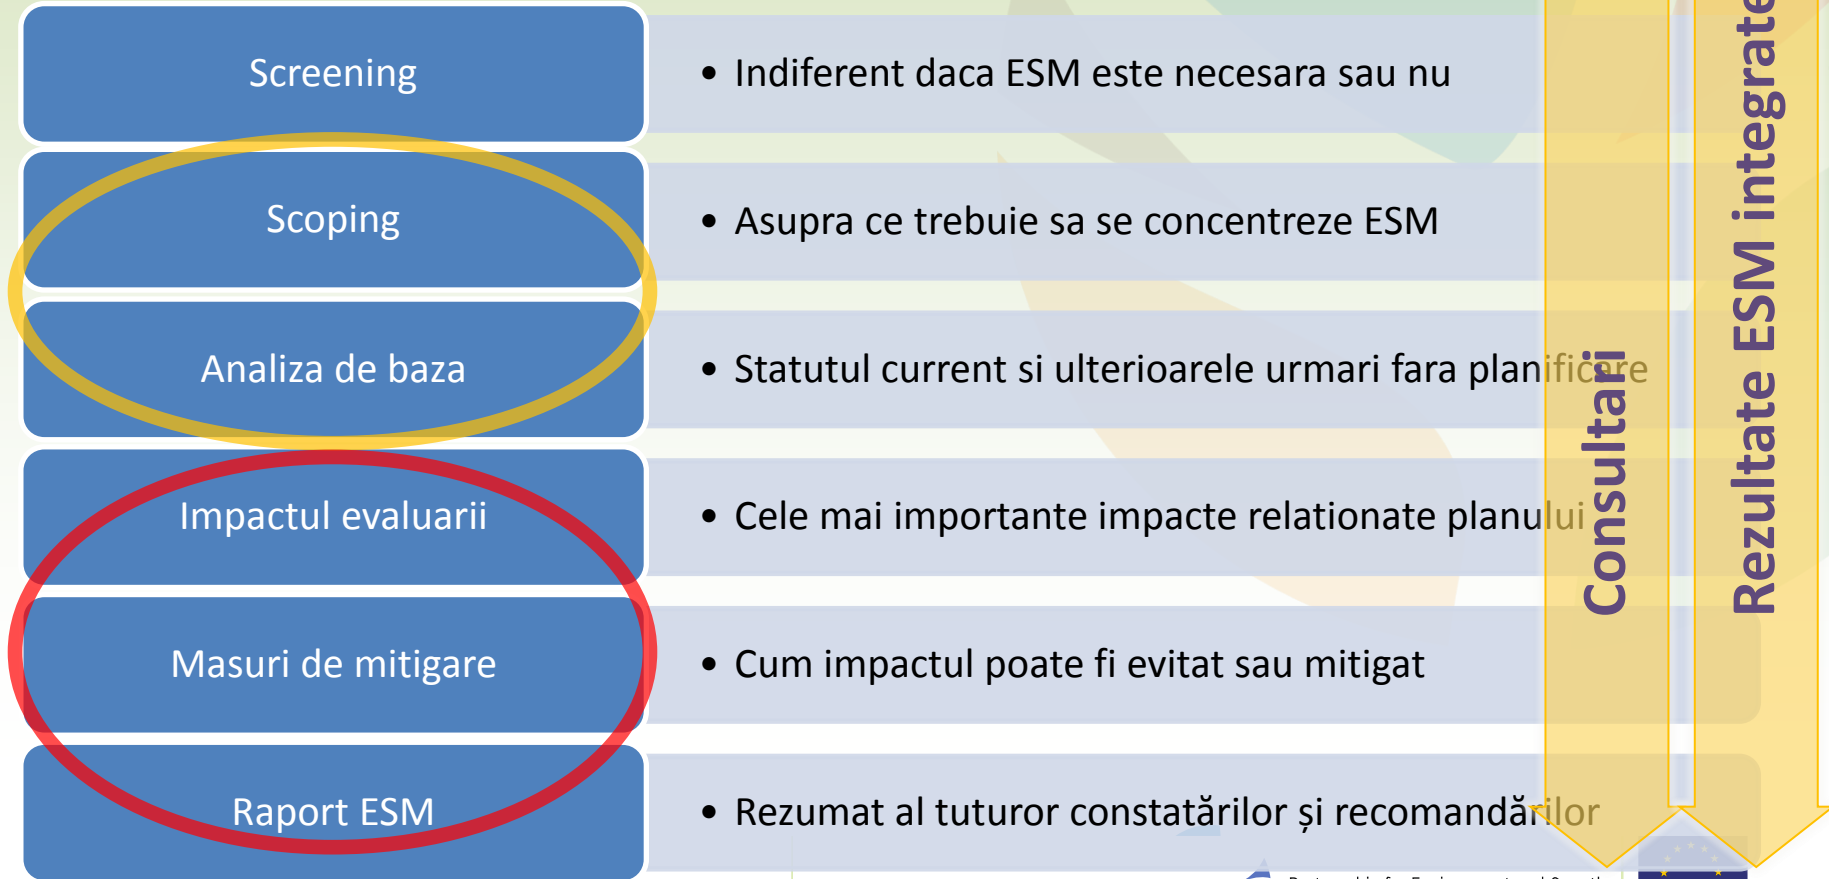 Screening
• Indiferent daca ESM este necesara sau nu
Scoping
• Asupra ce trebuie sa se concentreze ESM
Analiza de baza
• Statutul current si ulterioarele urmari fara planificare
Impactul evaluarii
• Cele mai importante impacte relationate planului
Masuri de mitigare
• Cum impactul poate fi evitat sau mitigat
Raport ESM
• Rezumat al tuturor constatărilor și recomandărilor
Consultari
Rezultate ESM integrate